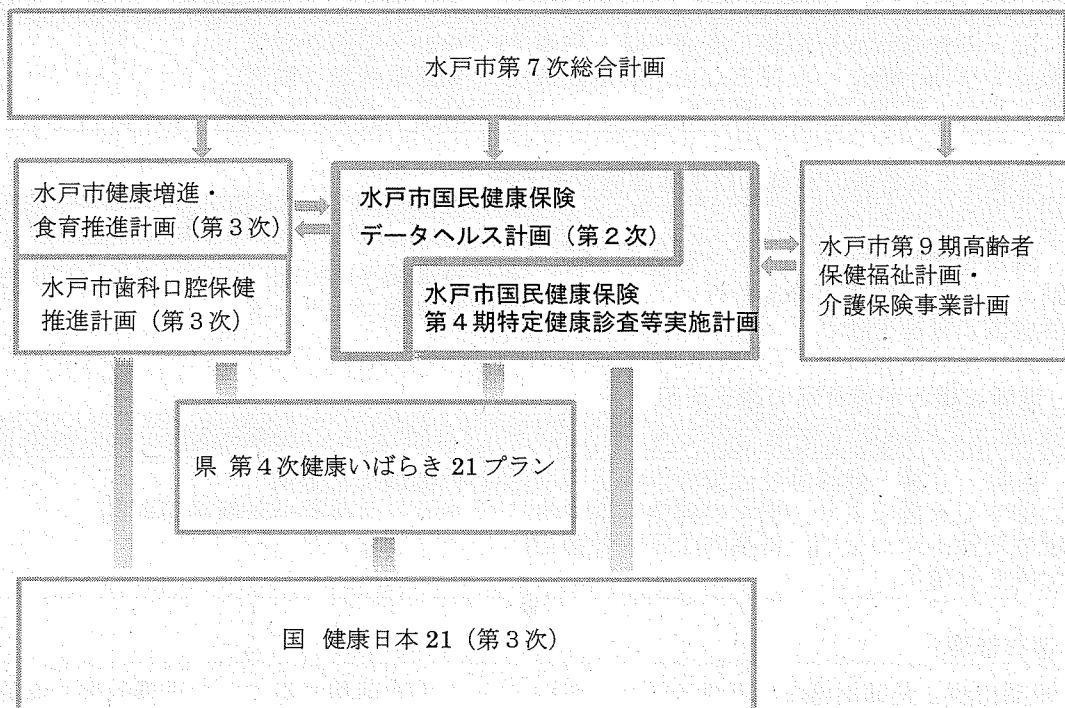 水戸市第7次総合計画
水戸市健康増進・
食育推進計画（第３次）
水戸市歯科口腔保健
推進計画（第３次）
水戸市国民健康保険
データヘルス計画（第２次）
水戸市国民健康保険
第４期特定健康診査等実施計画
水戸市第９期高齢者
保健福祉計画・
介護保険事業計画
県 第４次健康いばらき 21 プラン
国 健康日本 21（第３次）